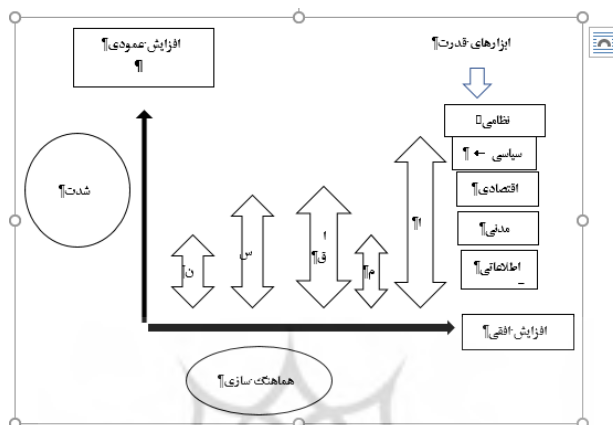 افزایش عمودی¶
¶
ابزارهای قدرت¶
نظامی
سیاسی ← ¶
اقتصادی¶
مدنی¶
اطلاعاتی¶
شدت¶
ن¶
س
ا
ق¶
م¶
ا¶
افزایش افقی¶
هماهنگ سازی¶